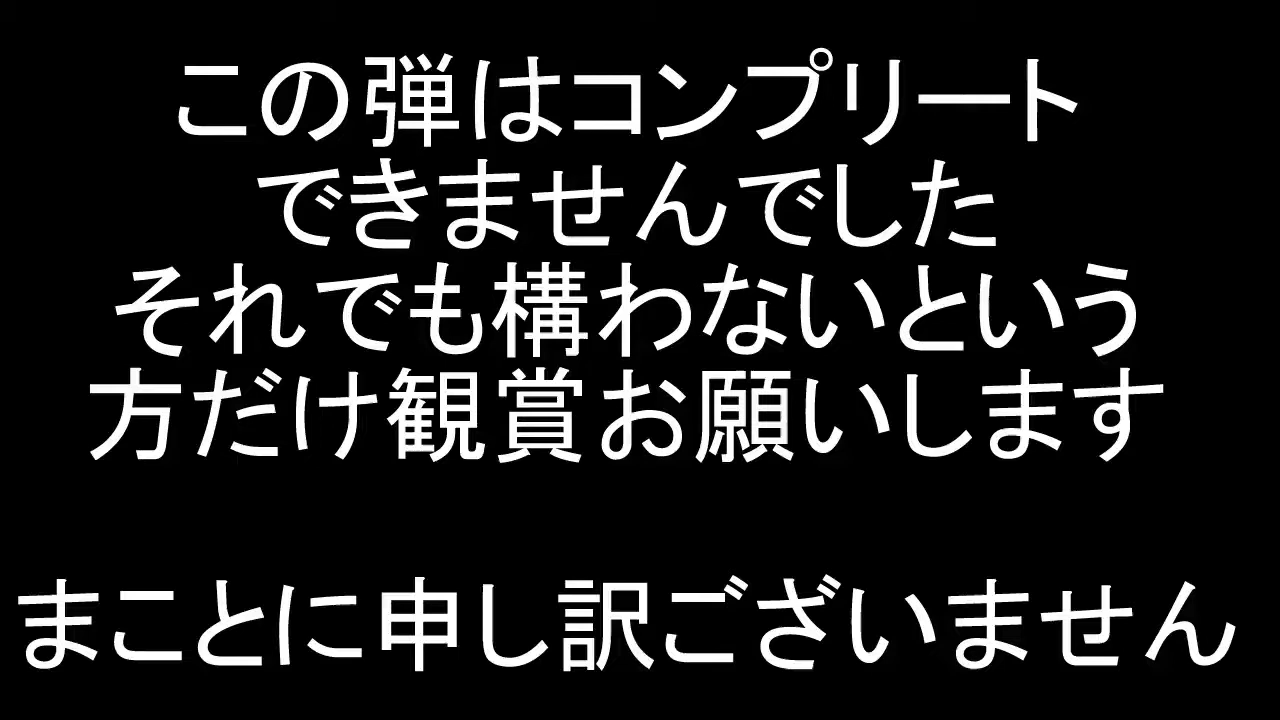 この弾はコンプリート
できませんでした
それでも構わないという
方だけ観賞お願いします
まことに申し訳ございません